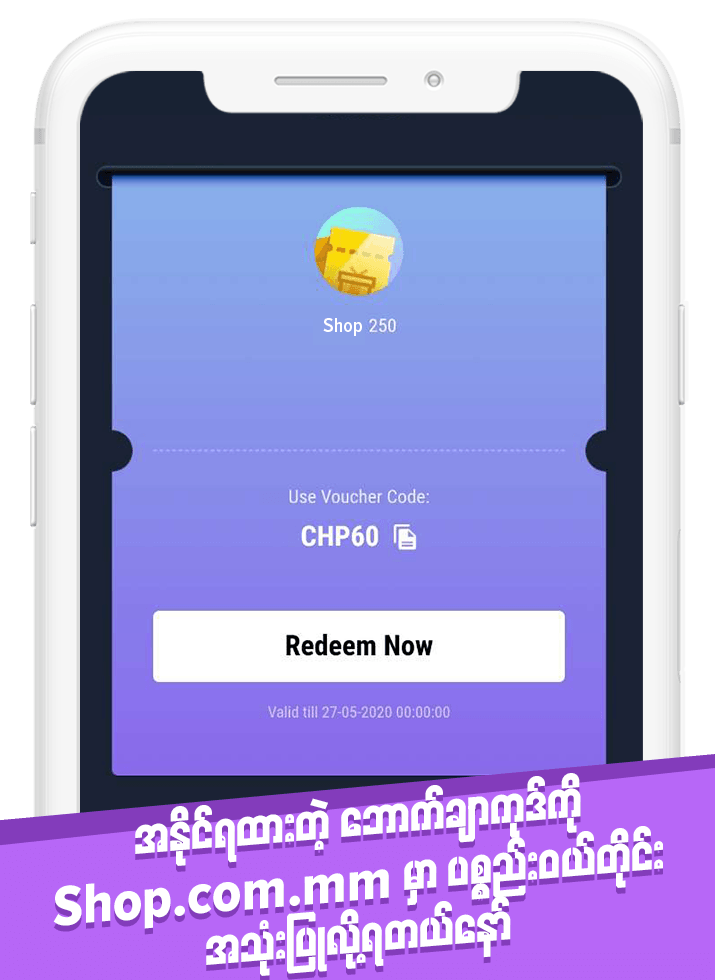 Shop 250
Use Voucher Code:
CHP60
Redeem Now
Valid till 27-05-2020 00:00:00
အနိုင်ရထားတဲ့ ဘောက်ချာကုဒ်ကို
Shop.com.mm မှာ ပစ္စည်းဝယ်တိုင်း
အသုံးပြုလို့ရတယ်နော်